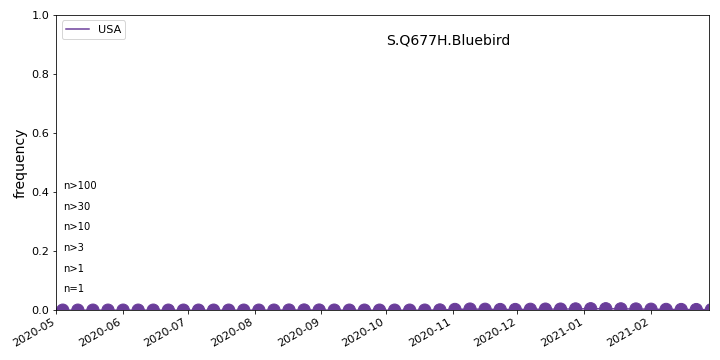 S.Q677H.Bluebird
USA
frequency
1.0
0.8
0.6
0.4
0.2
0.0
n>100
n>30
n>10
n>3
n>1
n=1
2020-05
2020-06
2020-07
2020-08
2020-09
2020-10
2020-11
2020-12
2021-01
2021-02